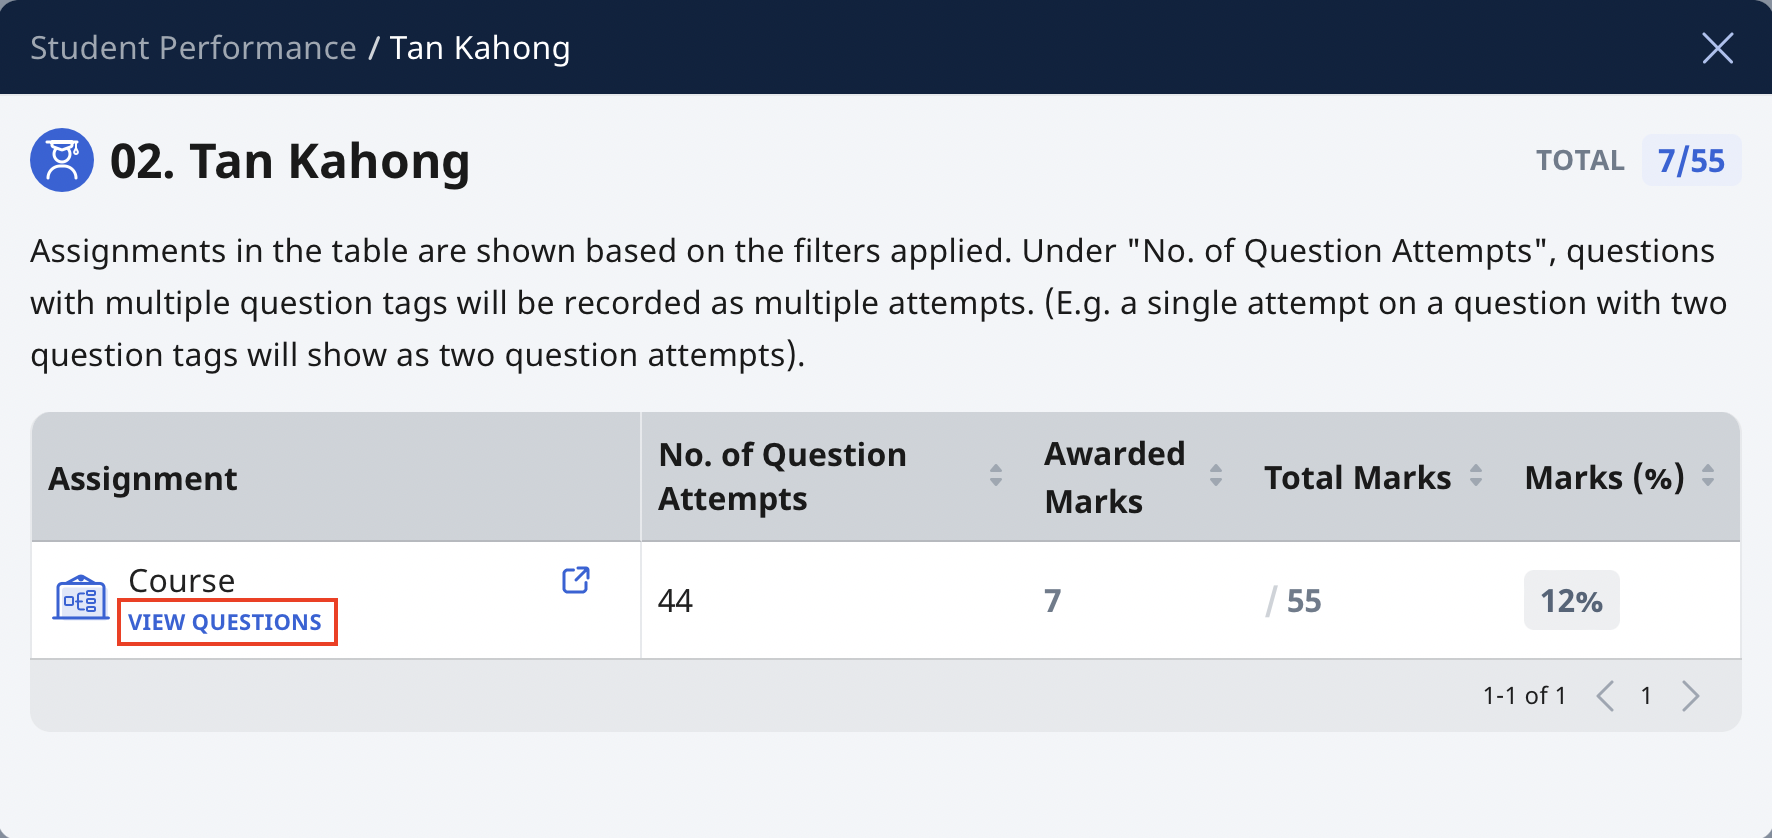 Student Performance / Tan Kahong
02. Tan Kahong
TOTAL 7/55
Assignments in the table are shown based on the filters applied. Under "No. of Question Attempts", questions
with multiple question tags will be recorded as multiple attempts. (E.g. a single attempt on a question with two
question tags will show as two question attempts).
Assignment
No. of Question
Attempts
Awarded
Marks
Total Marks
Marks (%)
Course
VIEW QUESTIONS
44
7
/ 55
12%
1-1 of 1
1